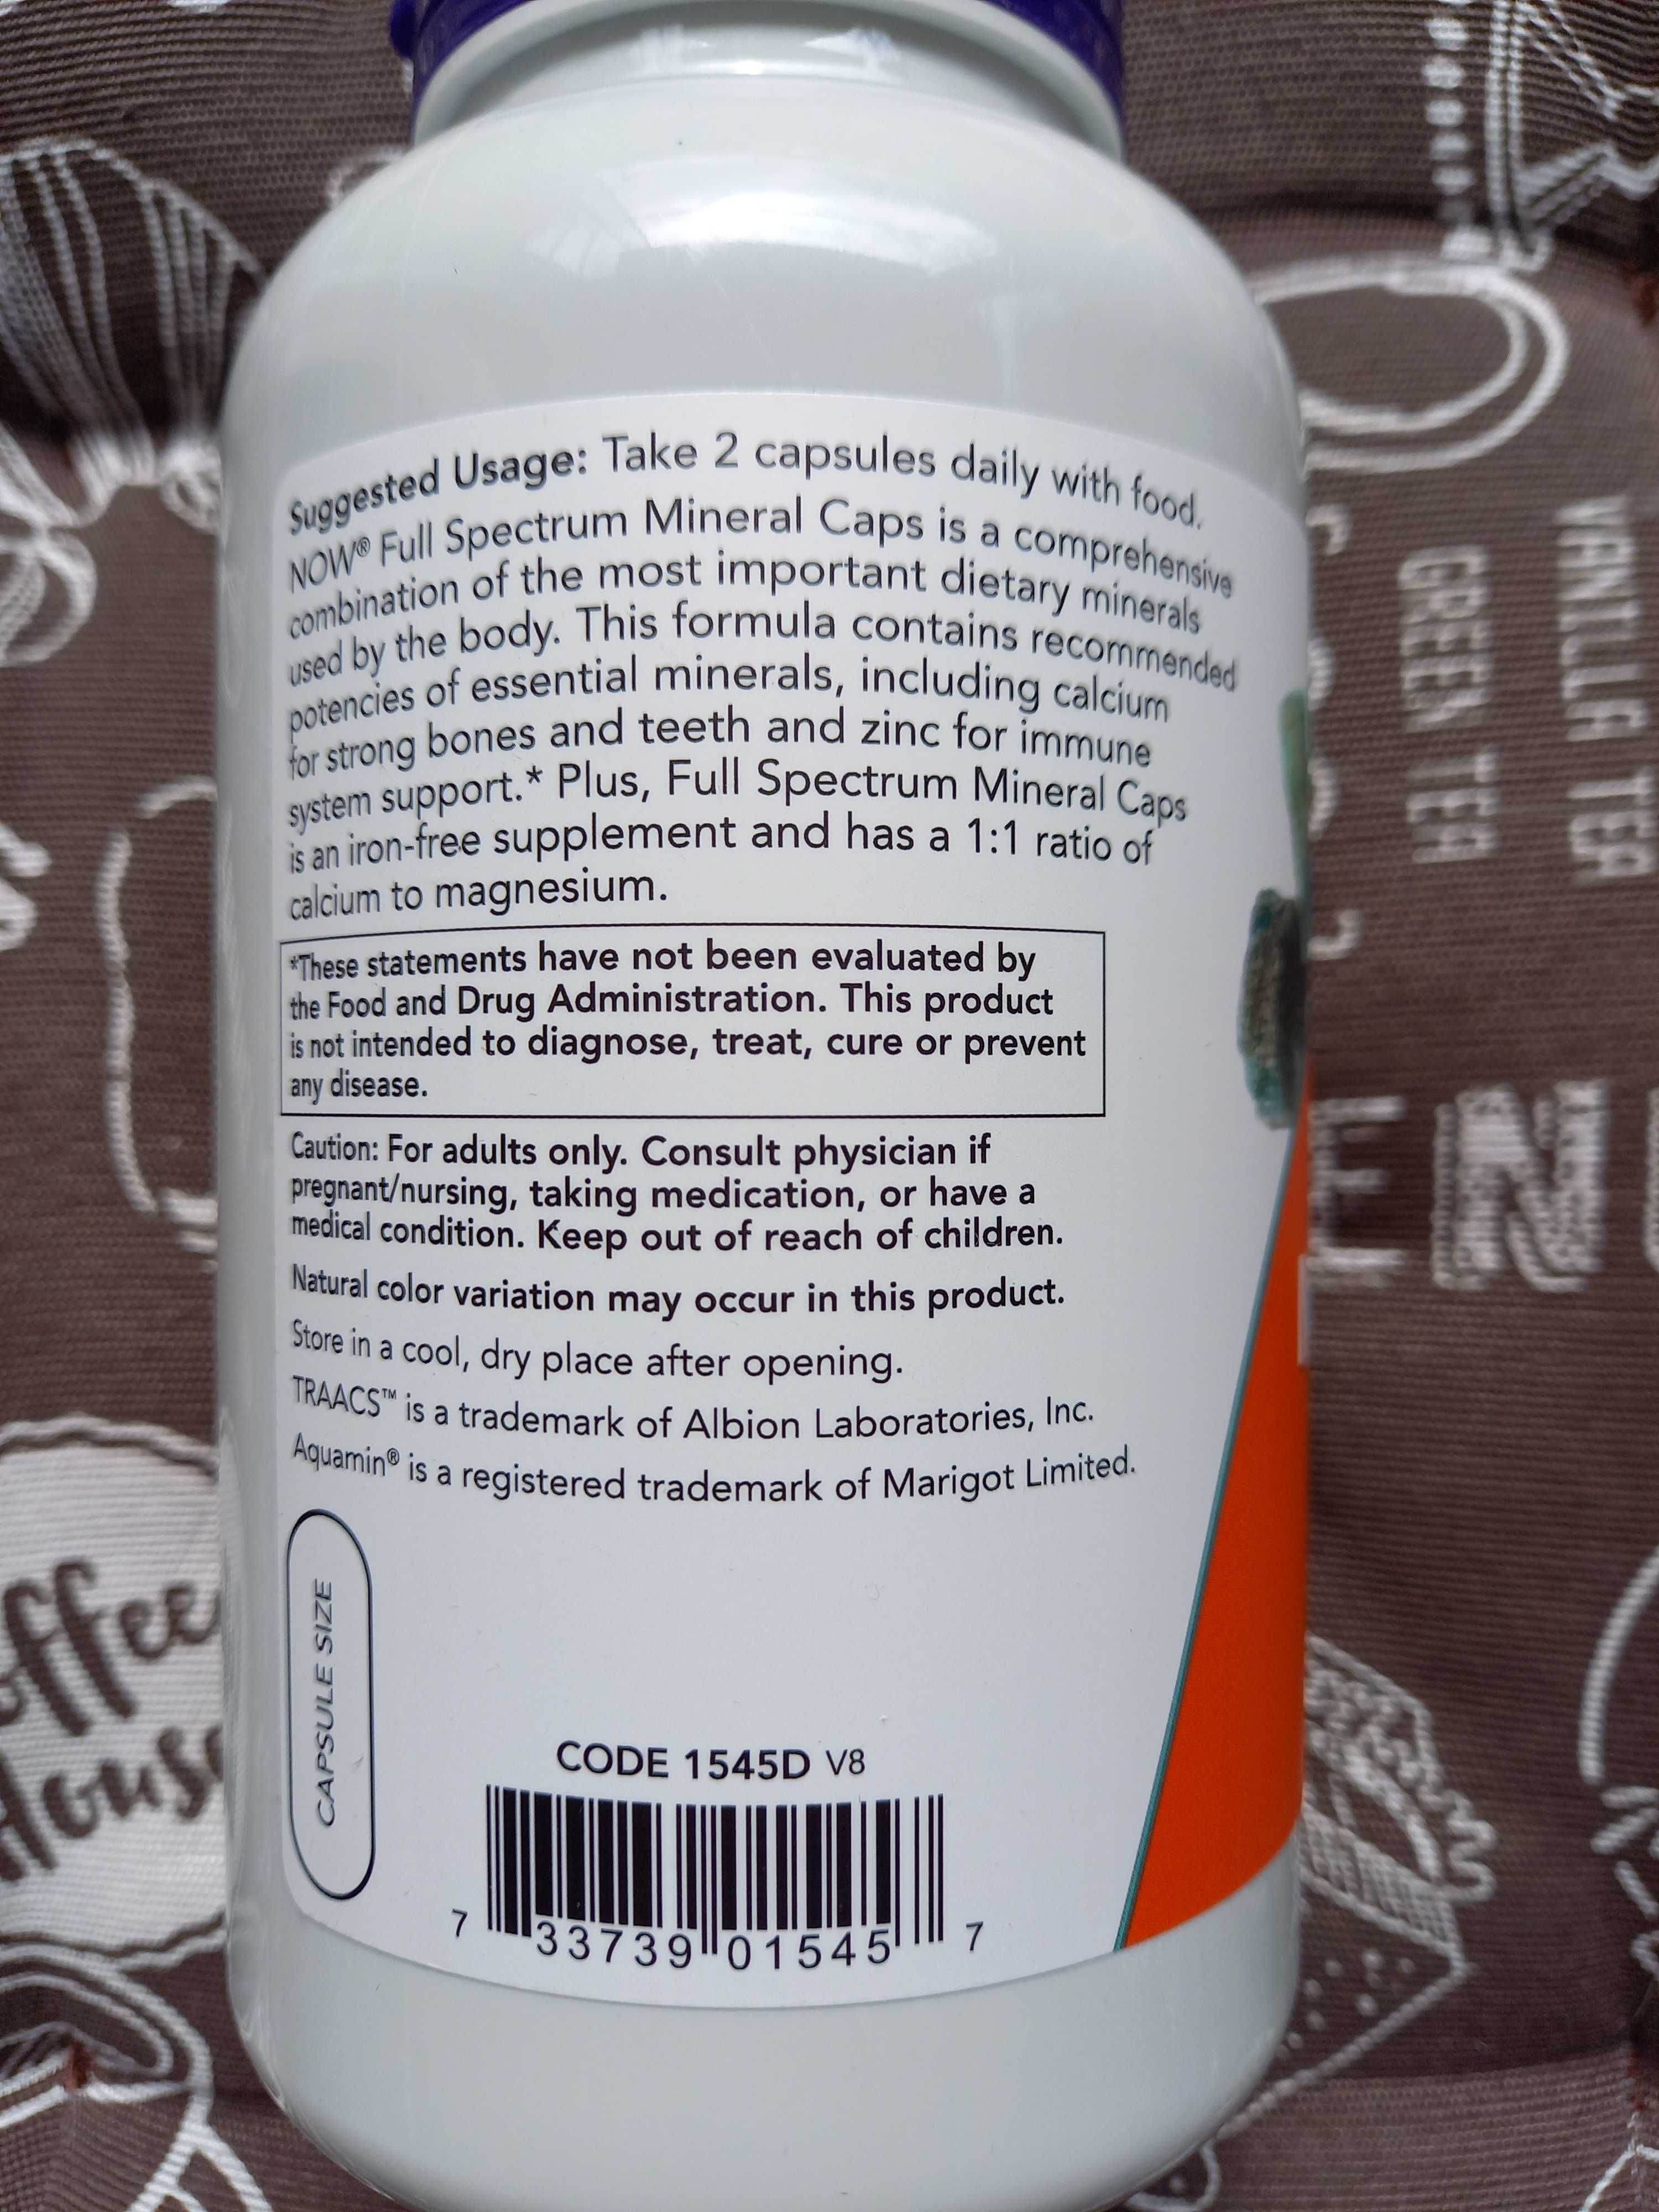 Suggested Usage: Take 2 capsules daily with food.
NOW® Full Spectrum Mineral Caps is a comprehensive
combination of the most important dietary minerals
used by the body. This formula contains recommended
potencies of essential minerals, including calcium
for strong bones and teeth and zinc for immune
system support.* Plus, Full Spectrum Mineral Caps
is an iron-free supplement and has a 1:1 ratio of
calcium to magnesium.
*These statements have not been evaluated by
the Food and Drug Administration. This product
is not intended to diagnose, treat, cure or prevent
any disease.
Caution: For adults only. Consult physician if
pregnant/nursing, taking medication, or have a
medical condition. Keep out of reach of children.
Natural color variation may occur in this product.
Store in a cool, dry place after opening.
TRAACS™ is a trademark of Albion Laboratories, Inc.
Aquamin® is a registered trademark of Marigot Limited.
CAPSULE SIZE
CODE 1545D V8
7 33739 01545 7
GREEN TEA
VANILLA TEA